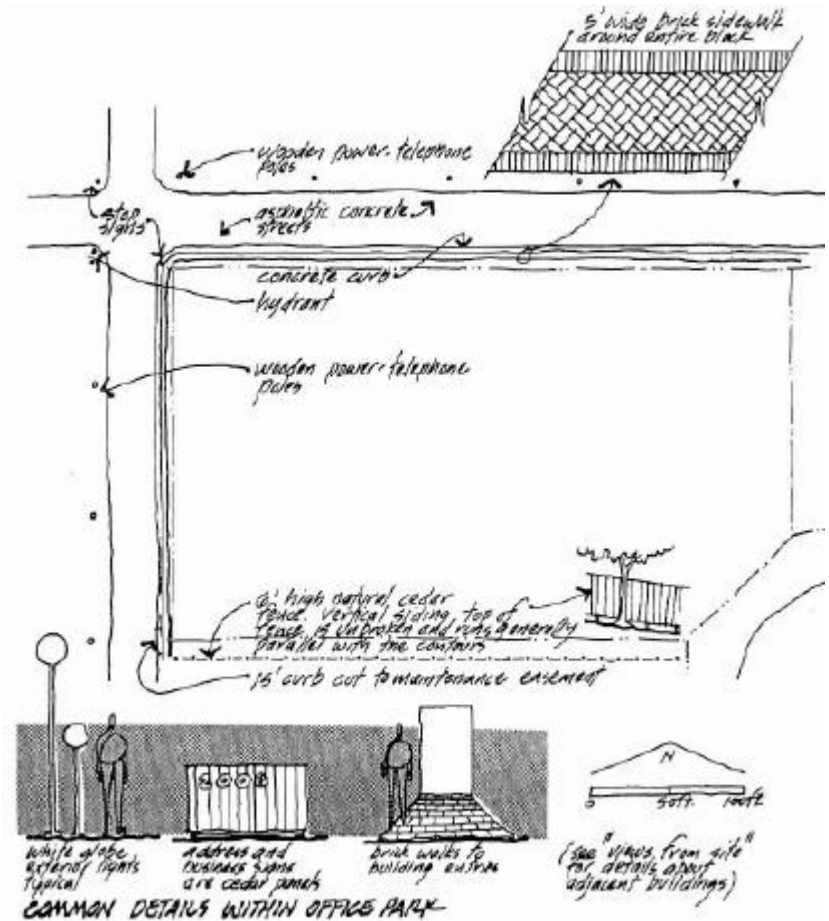 5' wide brick sidewalk
around entire block
wooden power-telephone
poles
stop
signs
asphaltic concrete
streets
concrete curb
hydrant
wooden power-telephone
poles
6' high natural cedar
fence. vertical siding, top of
fence is unbroken and runs generally
parallel with the contours
15' curb cut to maintenance easement
N
0 50ft. 100ft
white globe
exterior lights
typical
address and
business signs
are cedar panels
brick walks to
building entries
(see "views from site"
for details about
adjacent buildings)
COMMON DETAILS WITHIN OFFICE PARK